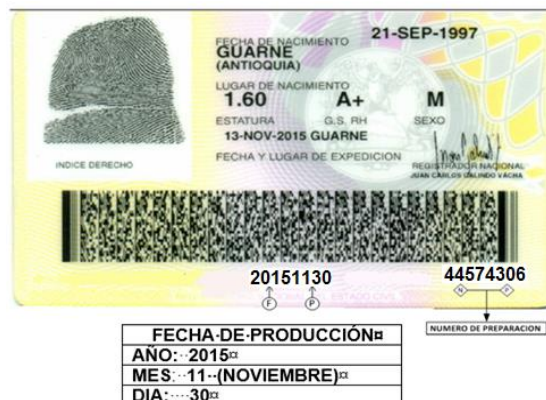 FECHA DE NACIMIENTO 21-SEP-1997
GUARNE
(ANTIOQUIA)
LUGAR DE NACIMIENTO
1.60 A+ M
ESTATURA G.S. RH SEXO
13-NOV-2015 GUARNE
FECHA Y LUGAR DE EXPEDICION
INDICE DERECHO
REGISTRADOR NACIONAL
JUAN CARLOS GALINDO VÁCHA
20151130 44574306
F P N P
NUMERO DE PREPARACION
FECHA·DE·PRODUCCIÓN¤
AÑO:··2015¤
MES:··11··(NOVIEMBRE)¤
DIA:····30¤